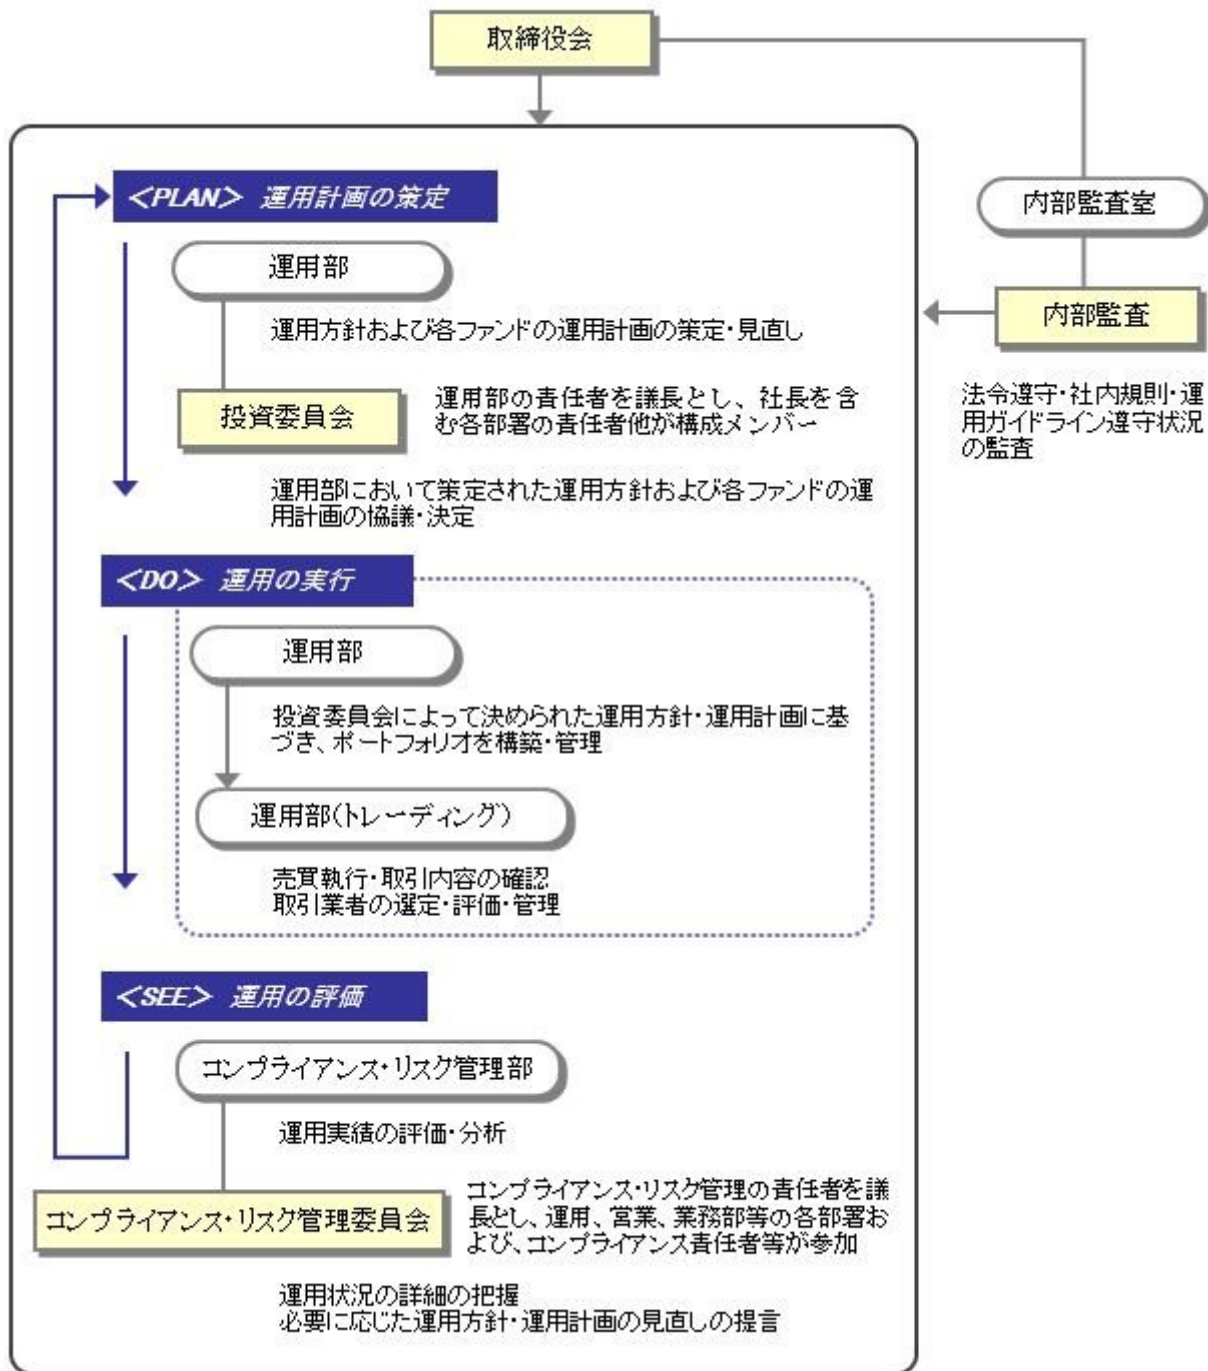 取締役会
<PLAN> 運用計画の策定
運用部
運用方針および各ファンドの運用計画の策定・見直し
投資委員会
運用部の責任者を議長とし、社長を含
む各部署の責任者他が構成メンバー
運用部において策定された運用方針および各ファンドの運
用計画の協議・決定
<DO> 運用の実行
運用部
投資委員会によって決められた運用方針・運用計画に基
づき、ポートフォリオを構築・管理
運用部(トレーディング)
売買執行・取引内容の確認
取引業者の選定・評価・管理
<SEE> 運用の評価
コンプライアンス・リスク管理部
運用実績の評価・分析
コンプライアンス・リスク管理委員会
コンプライアンス・リスク管理の責任者を議
長とし、運用、営業、業務部等の各部署お
よび、コンプライアンス責任者等が参加
運用状況の詳細の把握
必要に応じた運用方針・運用計画の見直しの提言
内部監査室
内部監査
法令遵守・社内規則・運
用ガイドライン遵守状況
の監査